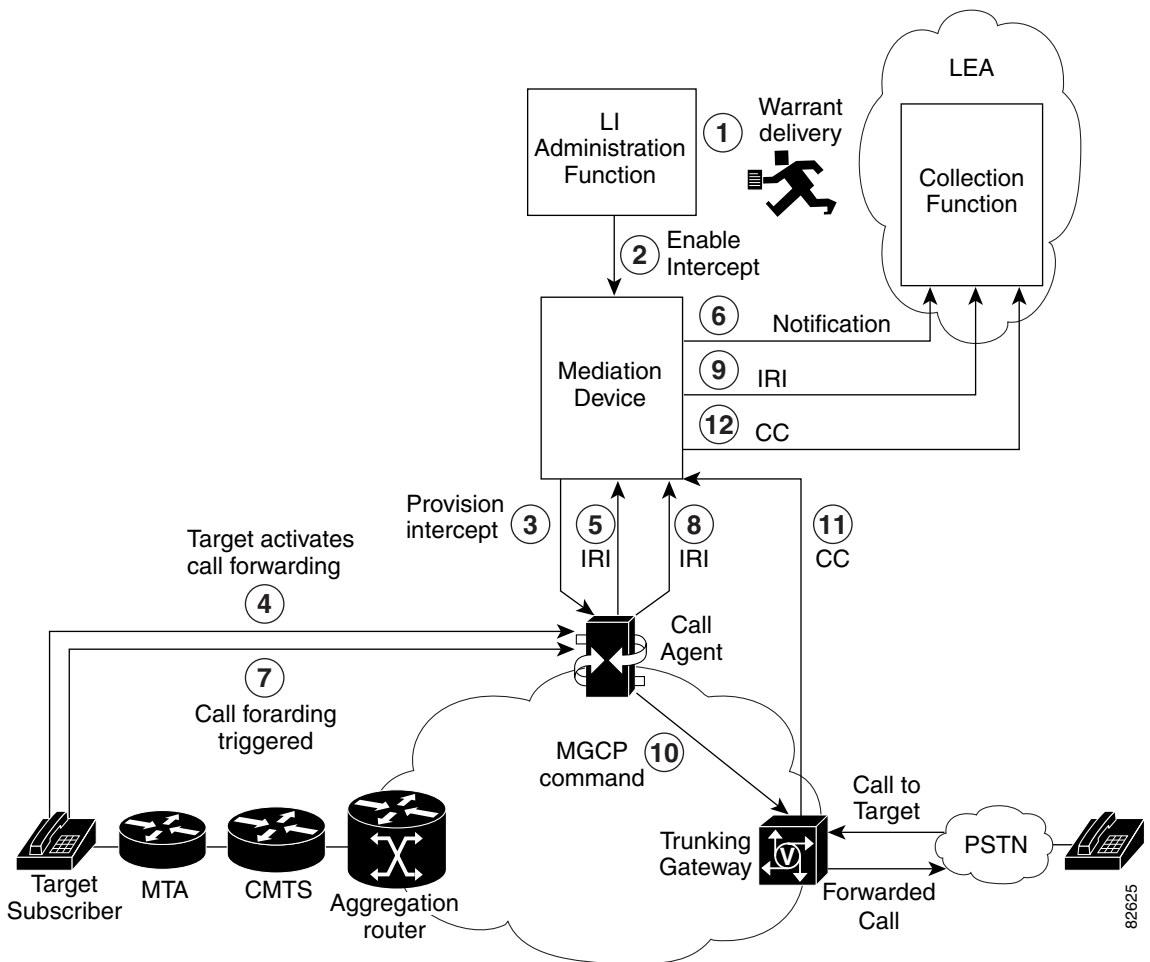 LEA
LI
Administration
Function
1
Warrant
delivery
Collection
Function
2
Enable
Intercept
6
Notification
Mediation
Device
9
IRI
12
CC
Provision
intercept
3
5
IRI
8
IRI
11
CC
Target activates
call forwarding
4
Call
Agent
7
Call forarding
triggered
MGCP
command
10
Call to
Target
Trunking
Gateway
V
PSTN
Forwarded
Call
Target
Subscriber
MTA
CMTS
Aggregation
router
82625